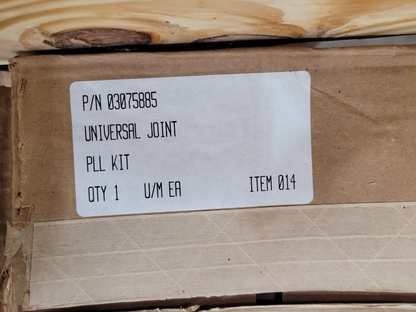 P/N 03075885
UNIVERSAL JOINT
PLL KIT
QTY 1 U/M EA ITEM 014